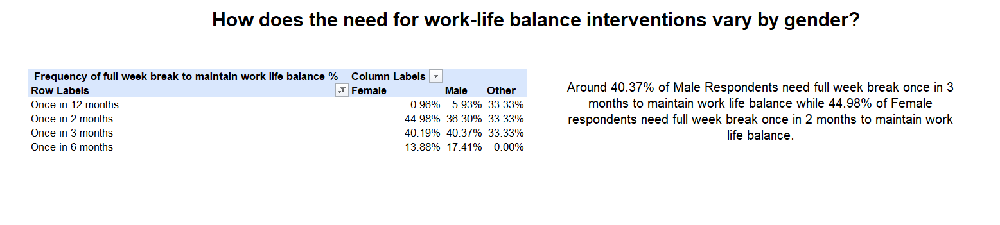 How does the need for work-life balance interventions vary by gender?
Frequency of full week break to maintain work life balance % Column Labels
Row Labels Female Male Other
Once in 12 months 0.96% 5.93% 33.33%
Once in 2 months 44.98% 36.30% 33.33%
Once in 3 months 40.19% 40.37% 33.33%
Once in 6 months 13.88% 17.41% 0.00%
Around 40.37% of Male Respondents need full week break once in 3
months to maintain work life balance while 44.98% of Female
respondents need full week break once in 2 months to maintain work
life balance.